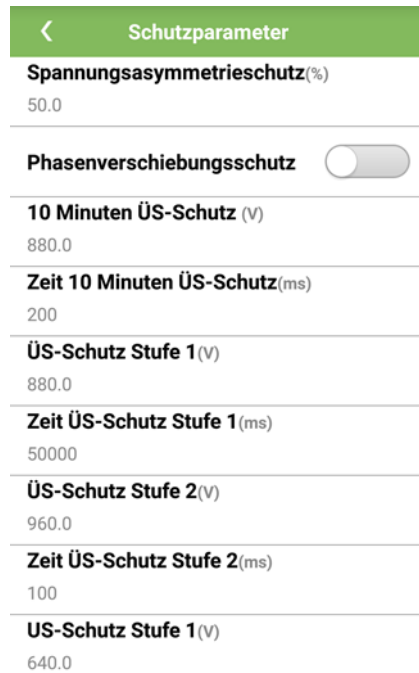 Schutzparameter
Spannungsasymmetrieschutz(%)
50.0
Phasenverschiebungsschutz
10 Minuten ÜS-Schutz (V)
880.0
Zeit 10 Minuten ÜS-Schutz(ms)
200
ÜS-Schutz Stufe 1(V)
880.0
Zeit ÜS-Schutz Stufe 1(ms)
50000
ÜS-Schutz Stufe 2(V)
960.0
Zeit ÜS-Schutz Stufe 2(ms)
100
US-Schutz Stufe 1(V)
640.0